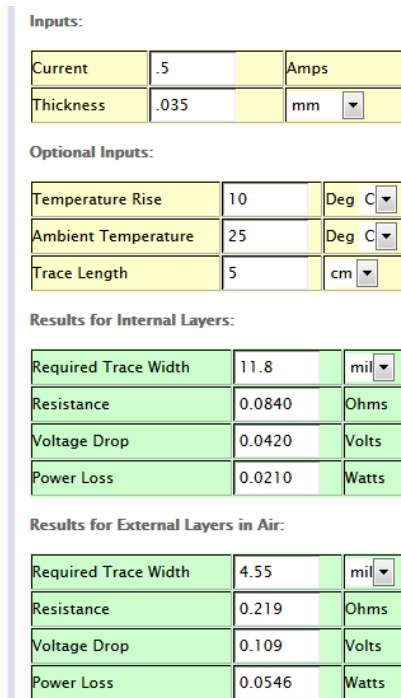 Inputs:
Current .5 Amps
Thickness .035 mm
Optional Inputs:
Temperature Rise 10 Deg C
Ambient Temperature 25 Deg C
Trace Length 5 cm
Results for Internal Layers:
Required Trace Width 11.8 mil
Resistance 0.0840 Ohms
Voltage Drop 0.0420 Volts
Power Loss 0.0210 Watts
Results for External Layers in Air:
Required Trace Width 4.55 mil
Resistance 0.219 Ohms
Voltage Drop 0.109 Volts
Power Loss 0.0546 Watts